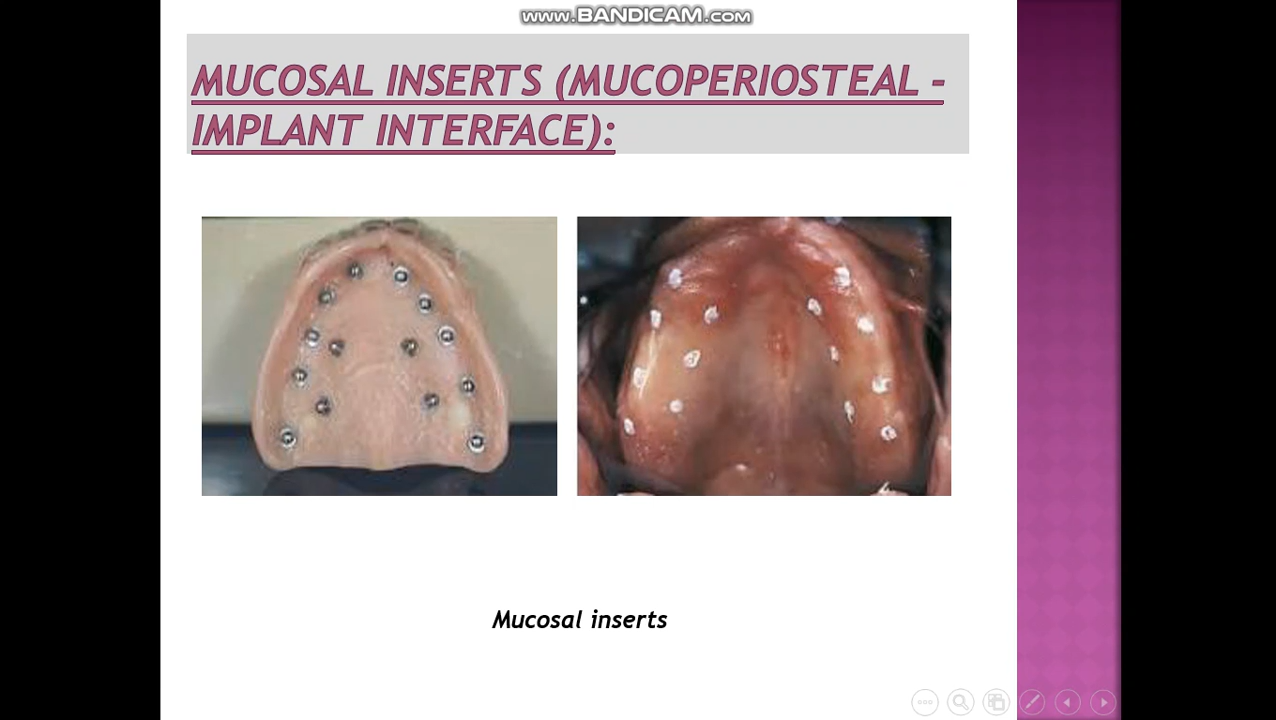 www.BANDICAM.com
MUCOSAL INSERTS (MUCOPERIOSTEAL -
IMPLANT INTERFACE):
Mucosal inserts